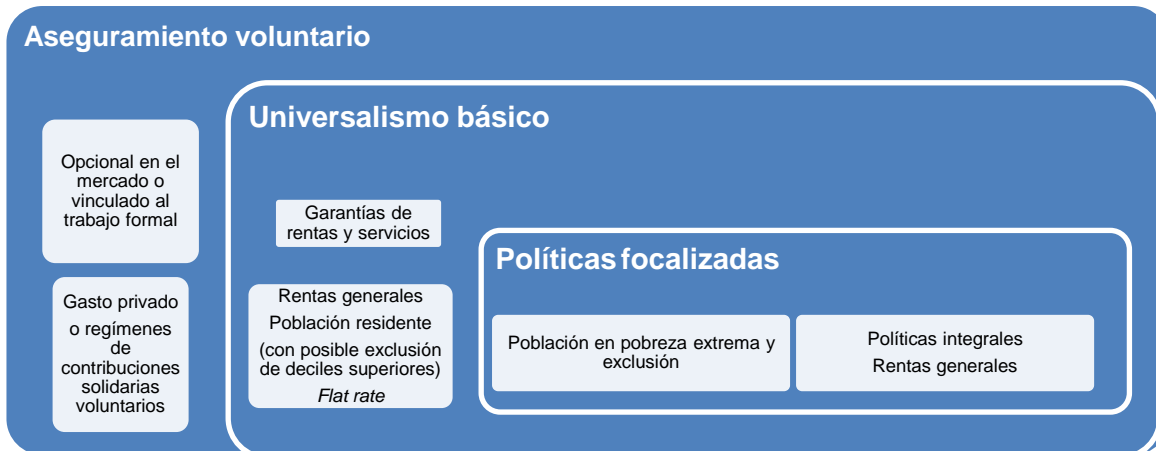 Aseguramiento voluntario
Opcional en el
mercado o
vinculado al
trabajo formal
Gasto privado
o regímenes
de
contribuciones
solidarias
voluntarios
Universalismo básico
Garantías de
rentas y servicios
Rentas generales
Población residente
(con posible exclusión
de deciles superiores)
Flat rate
Políticas focalizadas
Población en pobreza extrema y
exclusión
Políticas integrales
Rentas generales